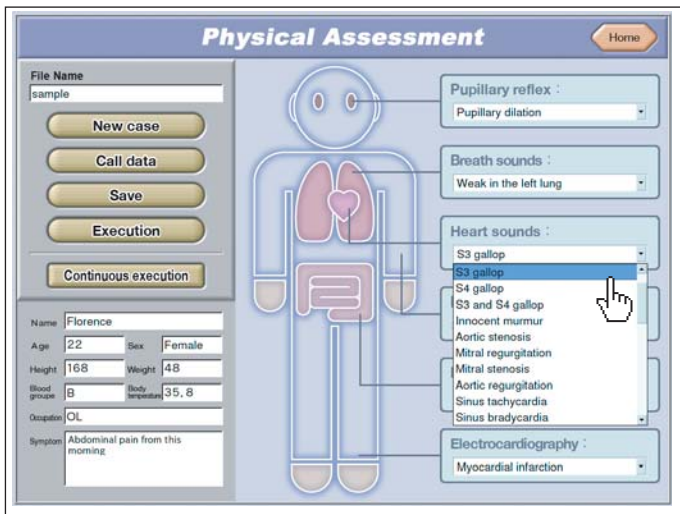 Physical Assessment
Home
File Name
sample
New case
Call data
Save
Execution
Continuous execution
Name Florence
Age 22 Sex Female
Height 168 Weight 48
Blood groupe B Body temperature 35, 8
Occupation OL
Symptom Abdominal pain from this
morning
Pupillary reflex :
Pupillary dilation
Breath sounds :
Weak in the left lung
Heart sounds :
S3 gallop
S3 gallop
S4 gallop
S3 and S4 gallop
Innocent murmur
Aortic stenosis
Mitral regurgitation
Mitral stenosis
Aortic regurgitation
Sinus tachycardia
Sinus bradycardia
Electrocardiography :
Myocardial infarction